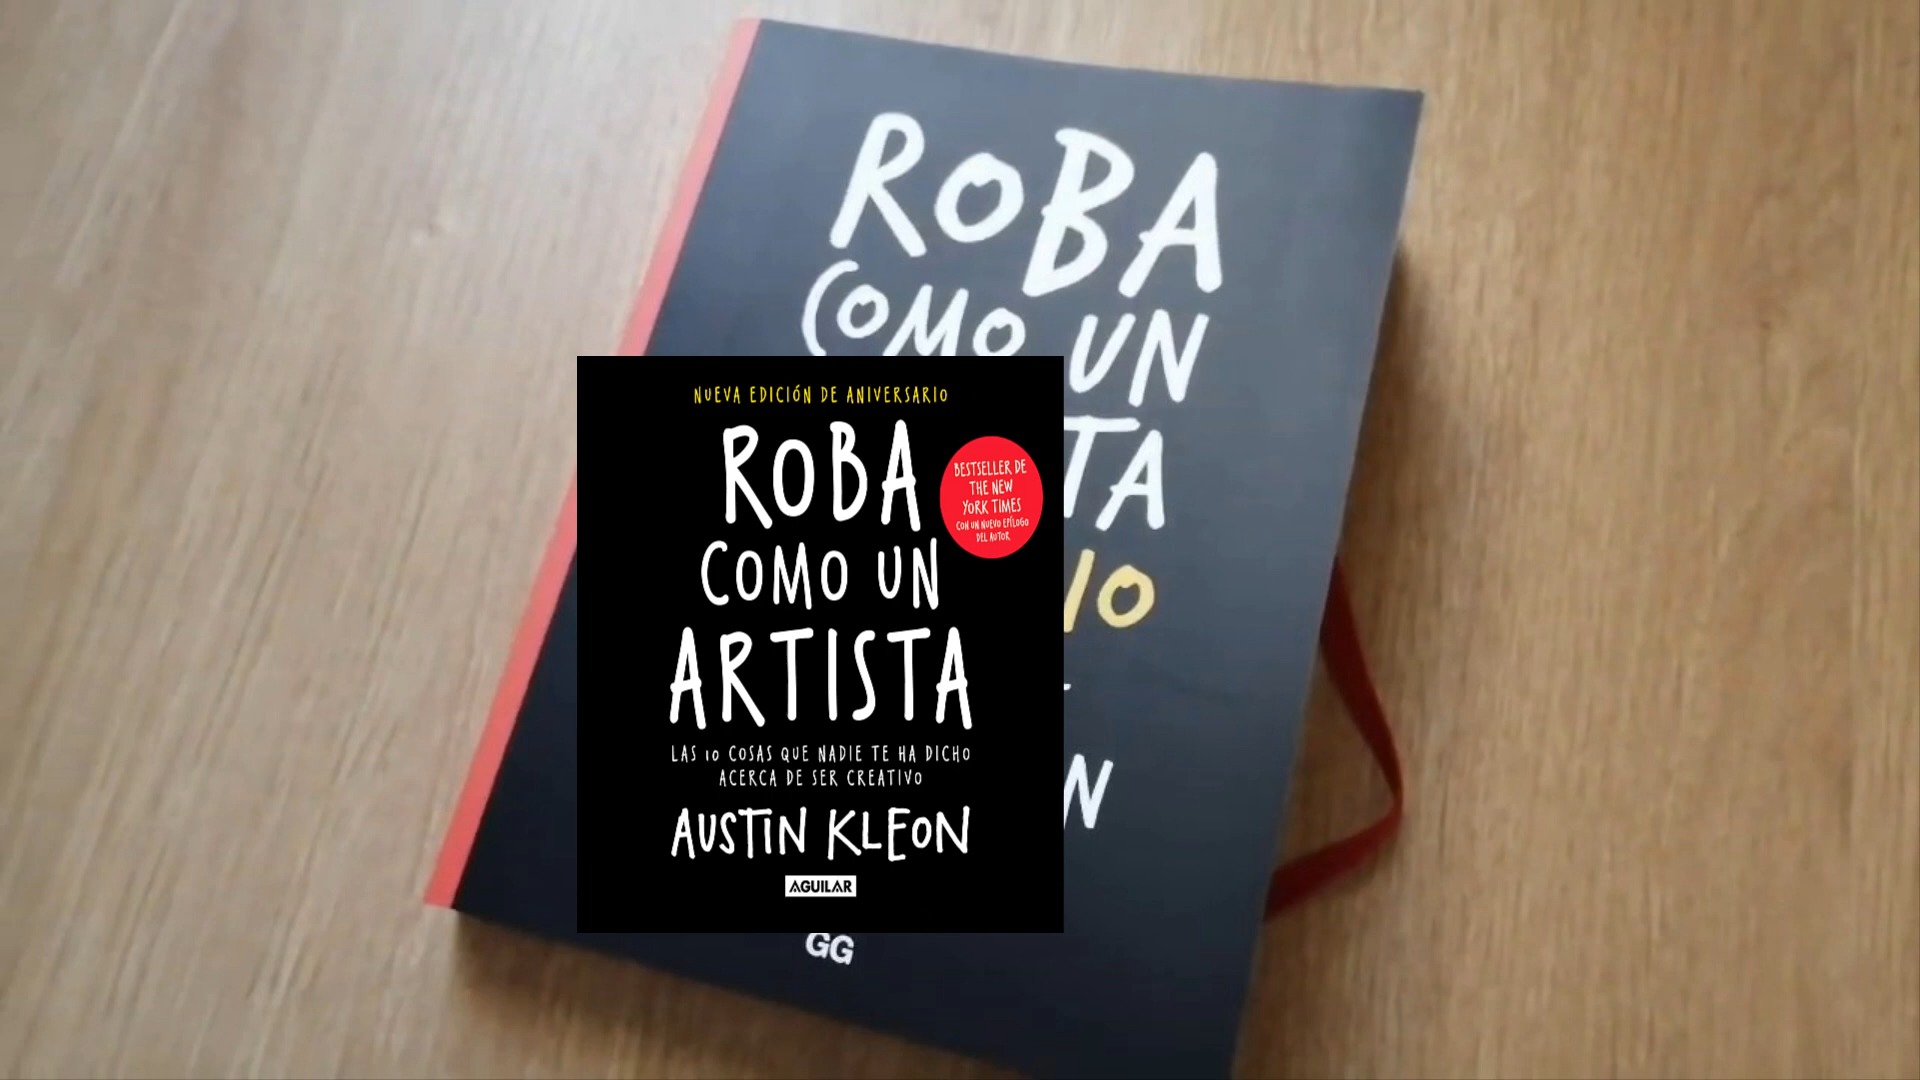 ROBA
COMO UN
TA
IO
N
GG
NUEVA EDICIÓN DE ANIVERSARIO
ROBA
COMO UN
ARTISTA
LAS 10 COSAS QUE NADIE TE HA DICHO
ACERCA DE SER CREATIVO
AUSTIN KLEON
AGUILAR
BESTSELLER DE
THE NEW
YORK TIMES
CON UN NUEVO EPÍLOGO
DEL AUTOR